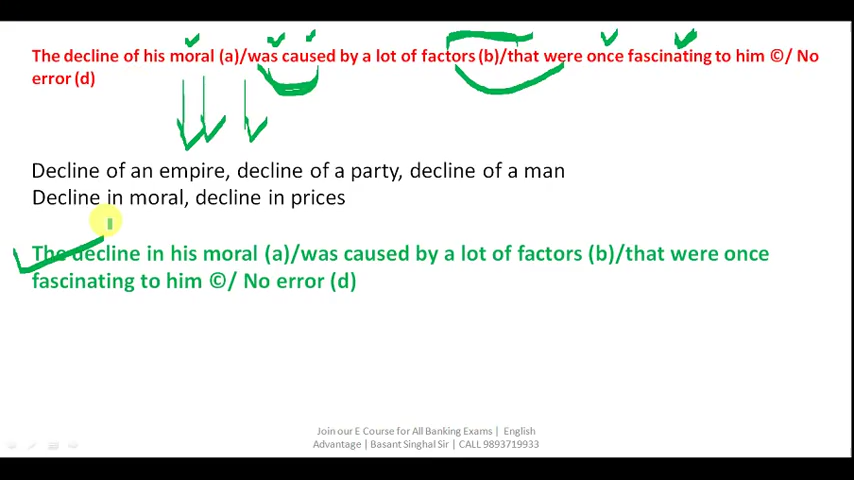 The decline of his moral (a)/was caused by a lot of factors (b)/that were once fascinating to him ©/ No
error (d)
Decline of an empire, decline of a party, decline of a man
Decline in moral, decline in prices
The decline in his moral (a)/was caused by a lot of factors (b)/that were once
fascinating to him ©/ No error (d)
Join our E Course for All Banking Exams | English
Advantage | Basant Singhal Sir | CALL 9893719933